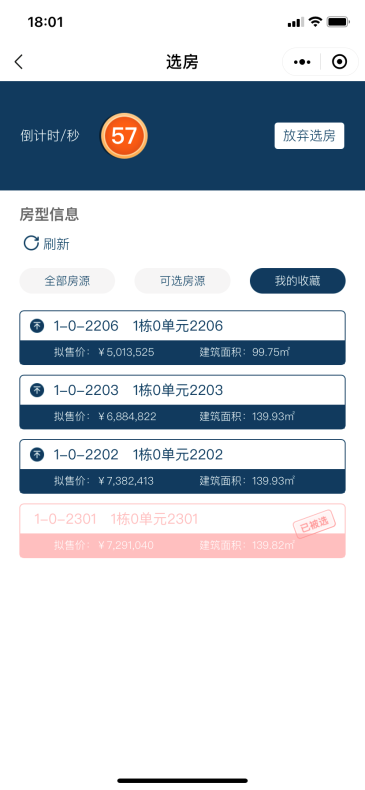 18:01
选房
倒计时/秒
57
放弃选房
房型信息
刷新
全部房源
可选房源
我的收藏
1-0-2206 1栋0单元2206
拟售价：￥5,013,525 建筑面积：99.75㎡
1-0-2203 1栋0单元2203
拟售价：￥6,884,822 建筑面积：139.93㎡
1-0-2202 1栋0单元2202
拟售价：￥7,382,413 建筑面积：139.93㎡
1-0-2301 1栋0单元2301
已被选
拟售价：￥7,291,040 建筑面积：139.82㎡